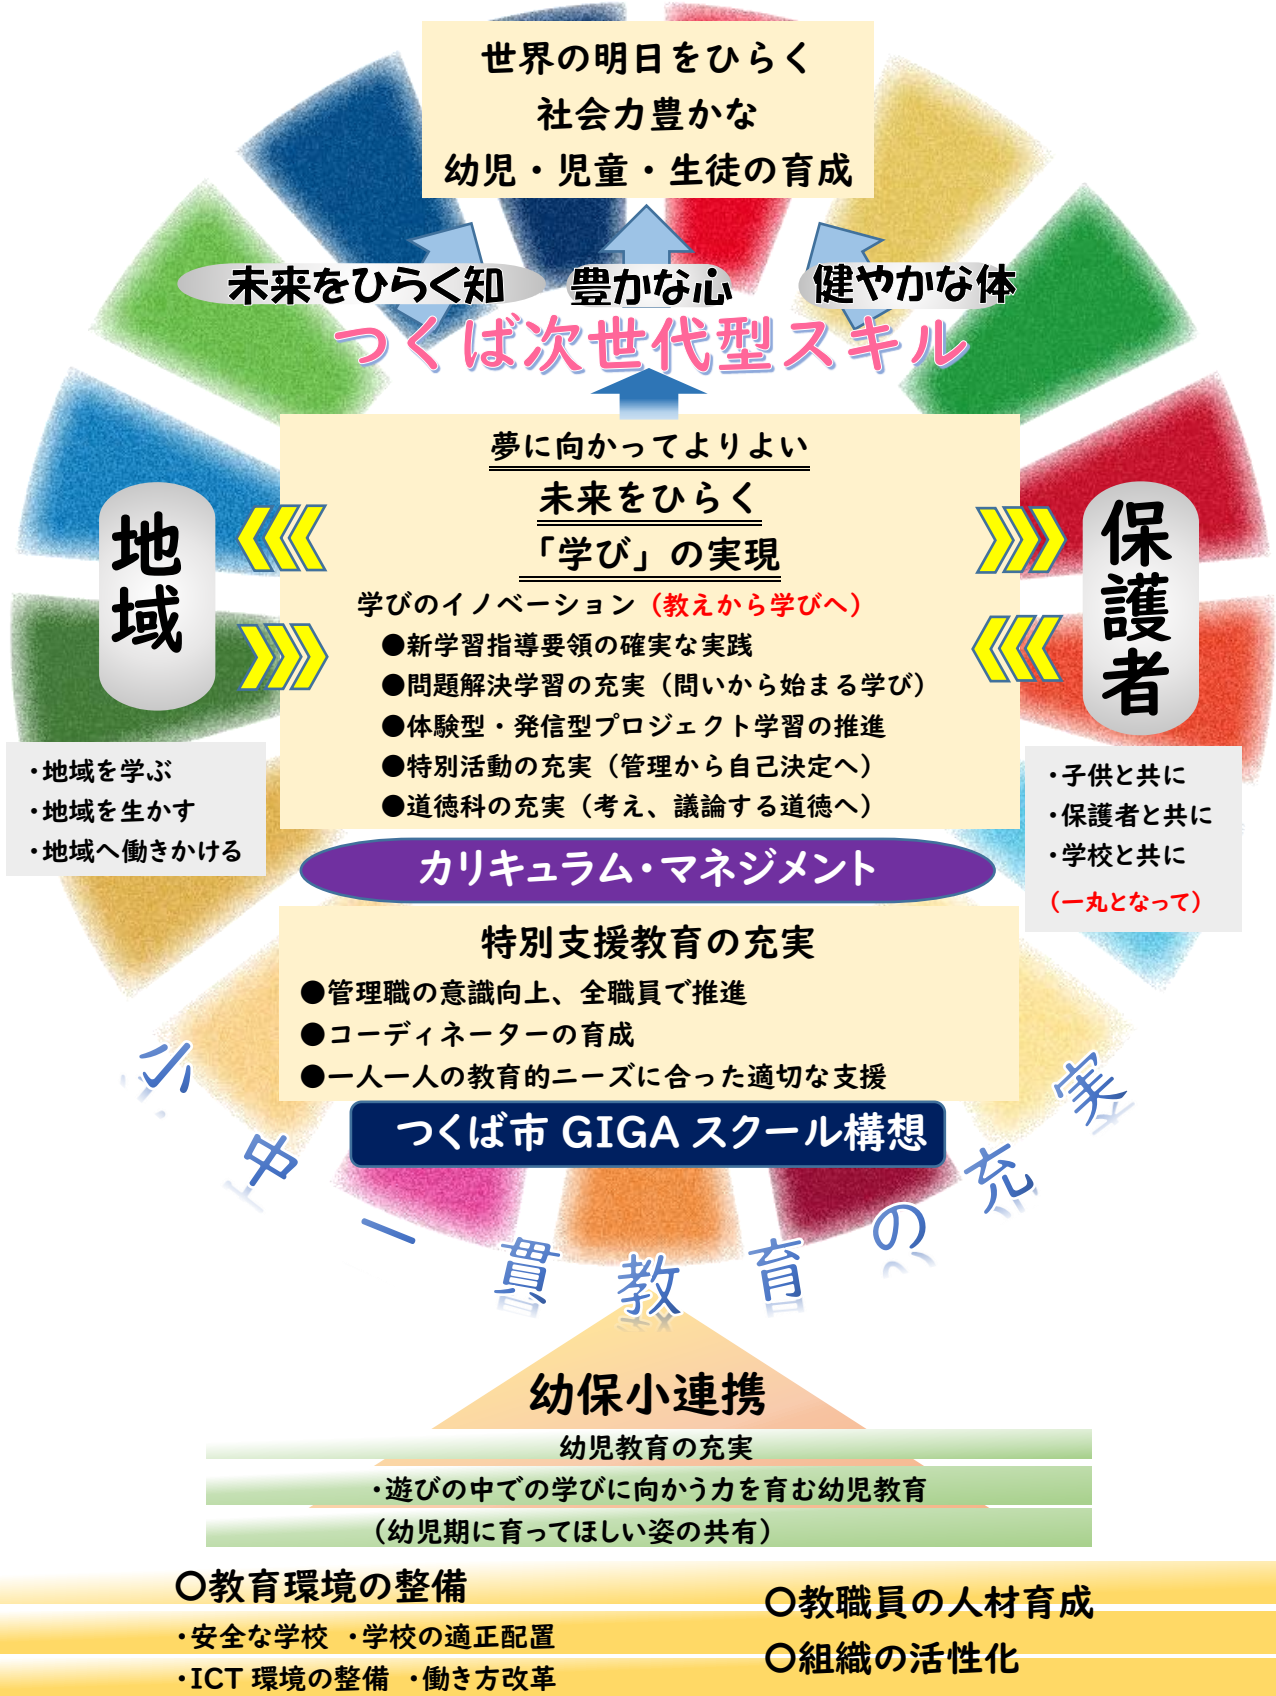 世界の明日をひらく
社会力豊かな
幼児・児童・生徒の育成
未来をひらく知
豊かな心
健やかな体
つくば次世代型スキル
夢に向かってよりよい
未来をひらく
「学び」の実現
学びのイノベーション（教えから学びへ）
●新学習指導要領の確実な実践
●問題解決学習の充実（問いから始まる学び）
●体験型・発信型プロジェクト学習の推進
●特別活動の充実（管理から自己決定へ）
●道徳科の充実（考え、議論する道徳へ）
地域
・地域を学ぶ
・地域を生かす
・地域へ働きかける
保護者
・子供と共に
・保護者と共に
・学校と共に
（一丸となって）
カリキュラム・マネジメント
特別支援教育の充実
●管理職の意識向上、全職員で推進
●コーディネーターの育成
●一人一人の教育的ニーズに合った適切な支援
つくば市 GIGA スクール構想
小中一貫教育の充実
幼保小連携
幼児教育の充実
・遊びの中での学びに向かう力を育む幼児教育
（幼児期に育ってほしい姿の共有）
〇教育環境の整備
・安全な学校 ・学校の適正配置
・ICT 環境の整備 ・働き方改革
〇教職員の人材育成
〇組織の活性化